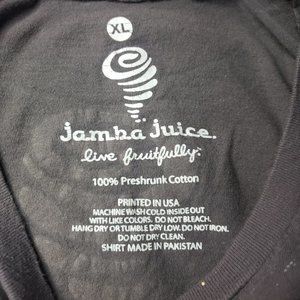 XL
jamba juice.
live fruitfully.
100% Preshrunk Cotton
PRINTED IN USA
MACHINE WASH COLD INSIDE OUT
WITH LIKE COLORS. DO NOT BLEACH.
HANG DRY OR TUMBLE DRY LOW. DO NOT IRON.
DO NOT DRY CLEAN.
SHIRT MADE IN PAKISTAN